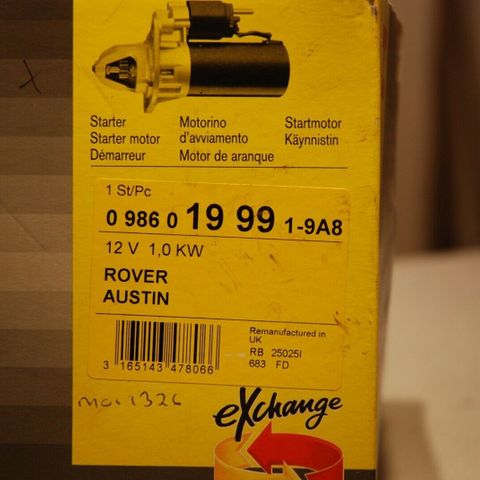 Starter Motorino Startmotor
Starter motor d'avviamento Käynnistin
Démarreur Motor de aranque
1 St/Pc
0 986 0 19 99 1-9A8
12 V 1,0 KW
ROVER
AUSTIN
Remanufactured in
UK
RB 25025I
683 FD
3 165143 478066
eXchange